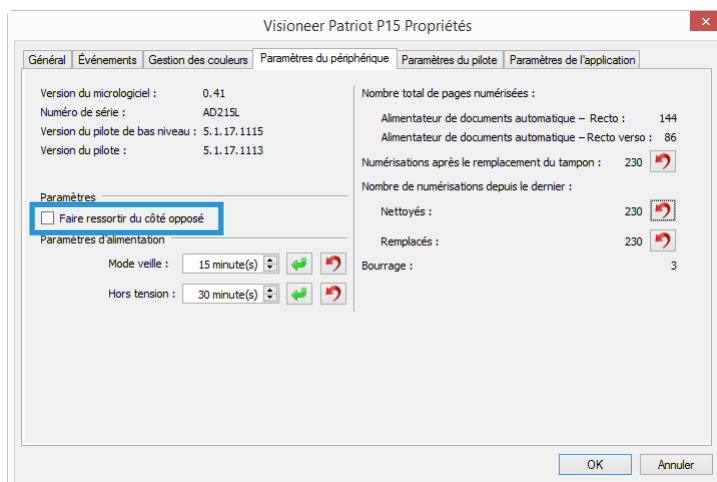 Visioneer Patriot P15 Propriétés
Général Événements Gestion des couleurs Paramètres du périphérique Paramètres du pilote Paramètres de l'application
Version du micrologiciel : 0.41
Numéro de série : AD215L
Version du pilote de bas niveau : 5.1.17.1115
Version du pilote : 5.1.17.1113
Paramètres
Faire ressortir du côté opposé
Paramètres d'alimentation
Mode veille : 15 minute(s)
Hors tension : 30 minute(s)
Nombre total de pages numérisées :
Alimentateur de documents automatique – Recto : 144
Alimentateur de documents automatique – Recto verso : 86
Numérisations après le remplacement du tampon : 230
Nombre de numérisations depuis le dernier :
Nettoyés : 230
Remplacés : 230
Bourrage : 3
OK Annuler